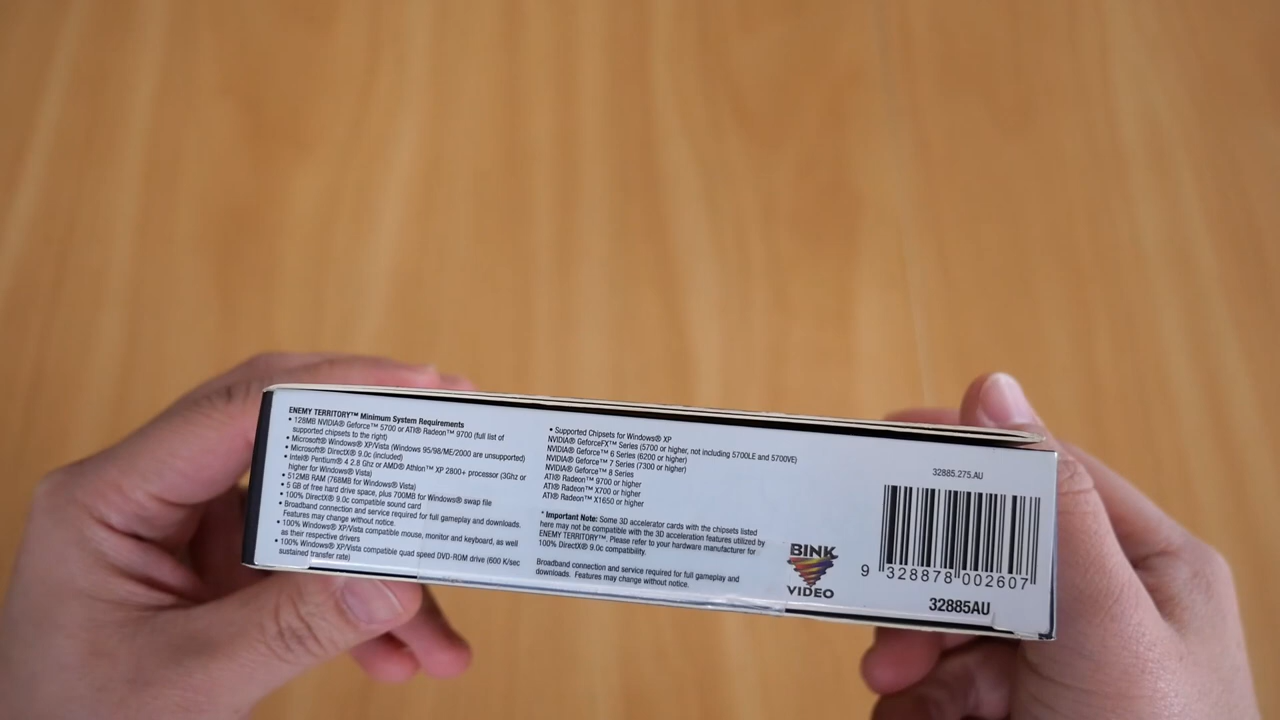 ENEMY TERRITORY™ Minimum System Requirements
• 128MB NVIDIA® Geforce™ 5700 or ATI® Radeon™ 9700 (full list of
supported chipsets to the right)
• Microsoft® Windows® XP/Vista (Windows 95/98/ME/2000 are unsupported)
• Microsoft® DirectX® 9.0c (included)
• Intel® Pentium® 4 2.8 Ghz or AMD® Athlon™ XP 2800+ processor (3Ghz or
higher for Windows® Vista)
• 512MB RAM (768MB for Windows® Vista)
• 5 GB of free hard drive space, plus 700MB for Windows® swap file
• 100% DirectX® 9.0c compatible sound card
• Broadband connection and service required for full gameplay and downloads.
Features may change without notice.
• 100% Windows® XP/Vista compatible mouse, monitor and keyboard, as well
as their respective drivers
• 100% Windows® XP/Vista compatible quad speed DVD-ROM drive (600 K/sec
sustained transfer rate)
• Supported Chipsets for Windows® XP
NVIDIA® GeforceFX™ Series (5700 or higher, not including 5700LE and 5700VE)
NVIDIA® Geforce™ 6 Series (6200 or higher)
NVIDIA® Geforce™ 7 Series (7300 or higher)
NVIDIA® Geforce™ 8 Series
ATI® Radeon™ 9700 or higher
ATI® Radeon™ X700 or higher
ATI® Radeon™ X1650 or higher
* Important Note: Some 3D accelerator cards with the chipsets listed
here may not be compatible with the 3D acceleration features utilized by
ENEMY TERRITORY™. Please refer to your hardware manufacturer for
100% DirectX® 9.0c compatibility.
Broadband connection and service required for full gameplay and
downloads. Features may change without notice.
BINK
VIDEO
32885.275.AU
9 328878 002607
32885AU